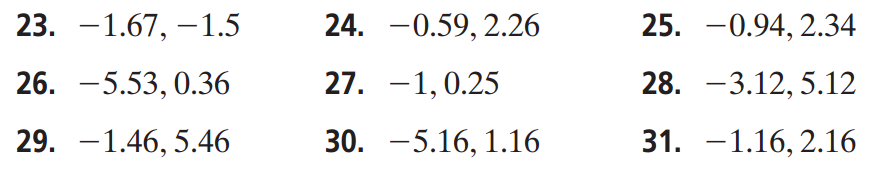 23. −1.67, −1.5 24. −0.59, 2.26 25. −0.94, 2.34
26. −5.53, 0.36 27. −1, 0.25 28. −3.12, 5.12
29. −1.46, 5.46 30. −5.16, 1.16 31. −1.16, 2.16